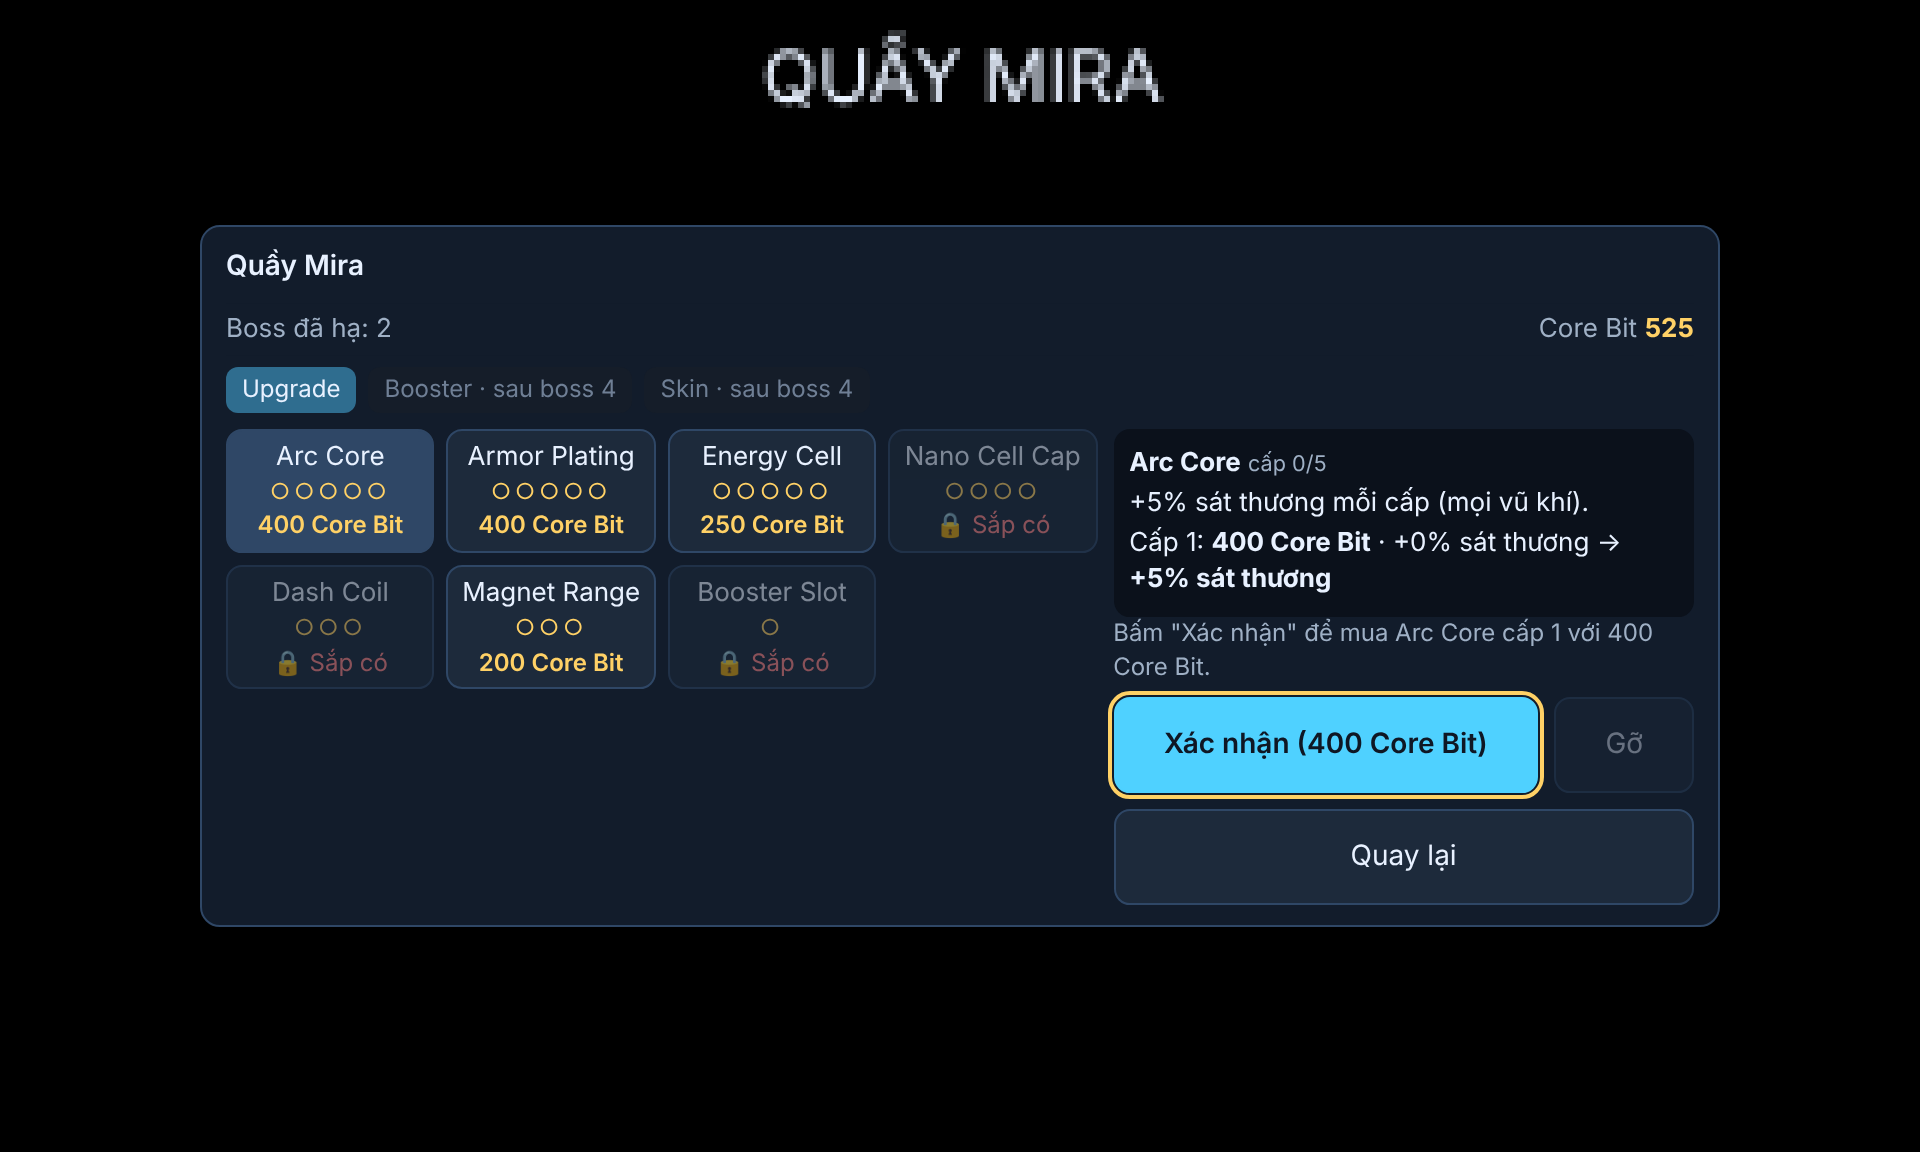 QUẦY MIRA
Quầy Mira
Boss đã hạ: 2
Core Bit 525
Upgrade
Booster · sau boss 4
Skin · sau boss 4
Arc Core
400 Core Bit
Armor Plating
400 Core Bit
Energy Cell
250 Core Bit
Nano Cell Cap
Sắp có
Dash Coil
Sắp có
Magnet Range
200 Core Bit
Booster Slot
Sắp có
Arc Core cấp 0/5
+5% sát thương mỗi cấp (mọi vũ khí).
Cấp 1: 400 Core Bit · +0% sát thương →
+5% sát thương
Bấm "Xác nhận" để mua Arc Core cấp 1 với 400
Core Bit.
Xác nhận (400 Core Bit)
Gỡ
Quay lại